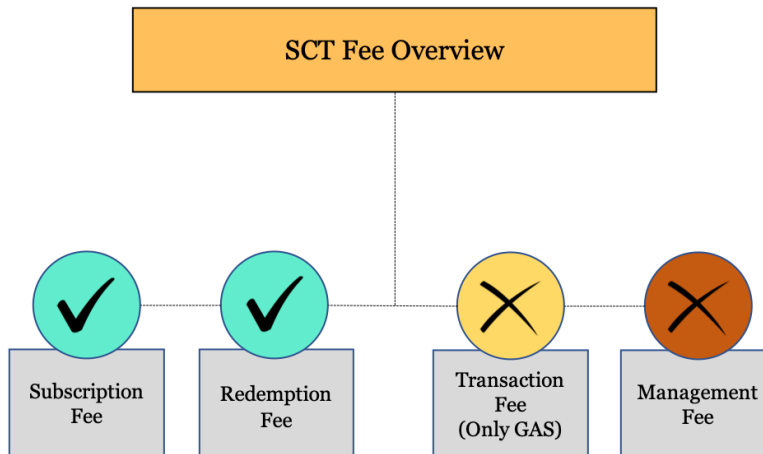 SCT Fee Overview
Subscription
Fee
Redemption
Fee
Transaction
Fee
(Only GAS)
Management
Fee